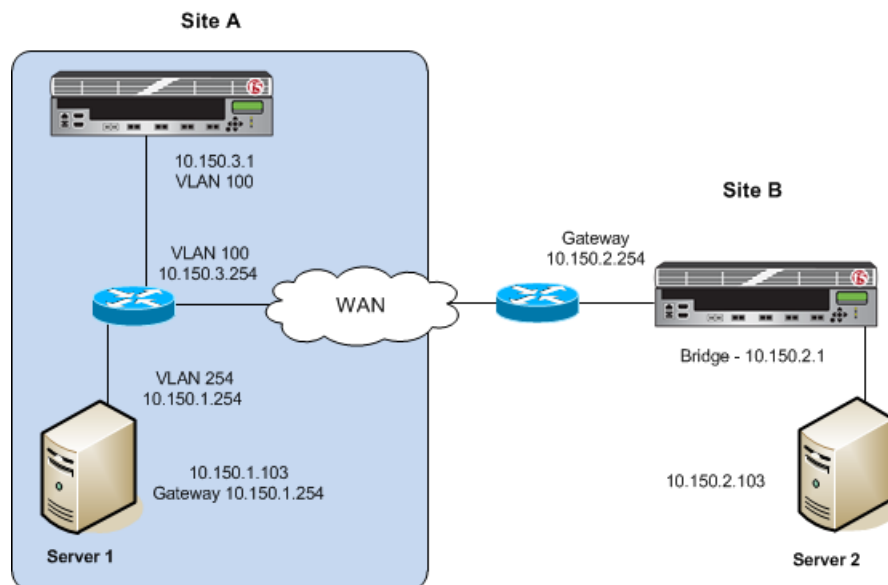 Site A
f5
10.150.3.1
VLAN 100
VLAN 100
10.150.3.254
WAN
VLAN 254
10.150.1.254
10.150.1.103
Gateway 10.150.1.254
Server 1
Site B
Gateway
10.150.2.254
f5
Bridge - 10.150.2.1
10.150.2.103
Server 2